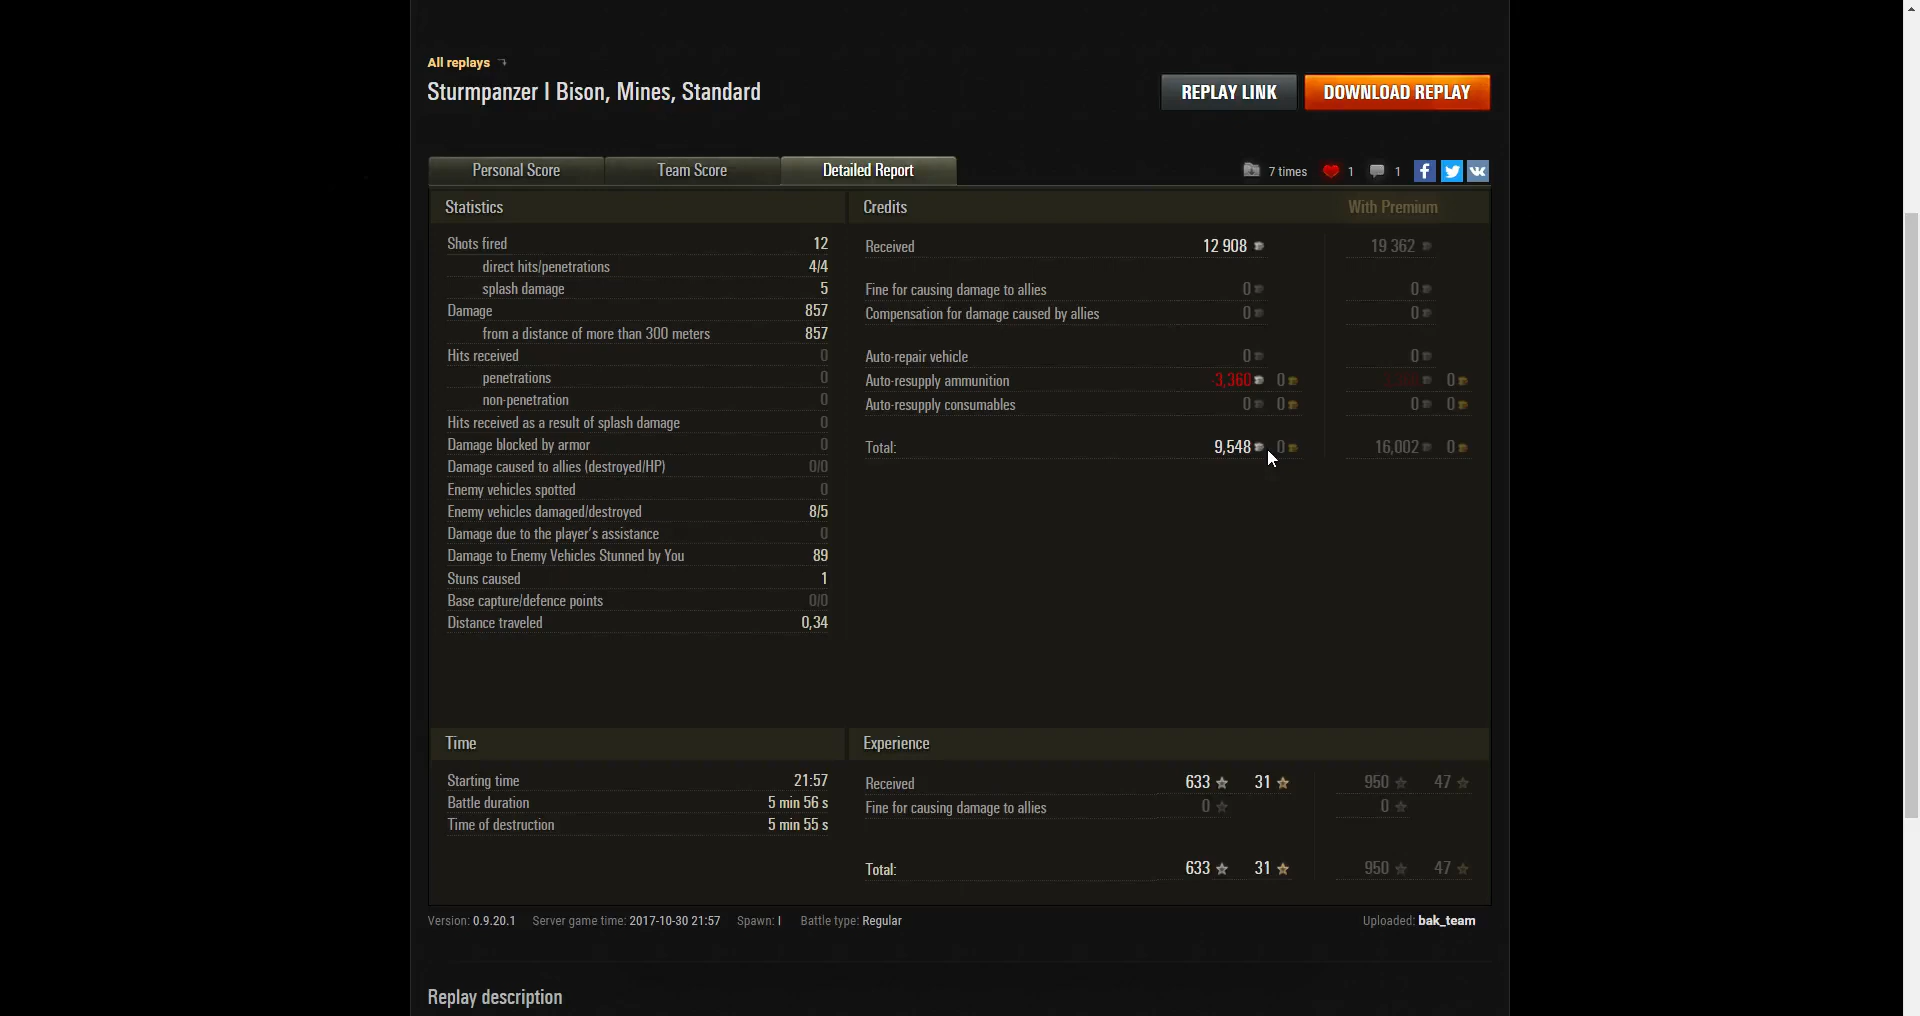 All replays
Sturmpanzer I Bison, Mines, Standard
REPLAY LINK
DOWNLOAD REPLAY
Personal Score
Team Score
Detailed Report
7 times 1 1
Statistics
Shots fired 12
direct hits/penetrations 4/4
splash damage 5
Damage 857
from a distance of more than 300 meters 857
Hits received 0
penetrations 0
non-penetration 0
Hits received as a result of splash damage 0
Damage blocked by armor 0
Damage caused to allies (destroyed/HP) 0/0
Enemy vehicles spotted 0
Enemy vehicles damaged/destroyed 8/5
Damage due to the player's assistance 0
Damage to Enemy Vehicles Stunned by You 89
Stuns caused 1
Base capture/defence points 0/0
Distance traveled 0,34
Credits With Premium
Received 12 908 19 362
Fine for causing damage to allies 0 0
Compensation for damage caused by allies 0 0
Auto-repair vehicle 0 0
Auto-resupply ammunition -3,360 0 0
Auto-resupply consumables 0 0 0 0
Total: 9,548 0 16,002 0
Time
Starting time 21:57
Battle duration 5 min 56 s
Time of destruction 5 min 55 s
Experience
Received 633 31 950 47
Fine for causing damage to allies 0 0
Total: 633 31 950 47
Version: 0.9.20.1 Server game time: 2017-10-30 21:57 Spawn: I Battle type: Regular Uploaded: bak_team
Replay description